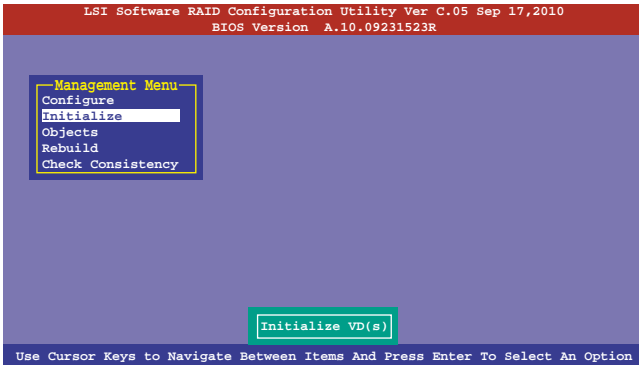 LSI Software RAID Configuration Utility Ver C.05 Sep 17,2010
BIOS Version A.10.09231523R
Management Menu
Configure
Initialize
Objects
Rebuild
Check Consistency
Initialize VD(s)
Use Cursor Keys to Navigate Between Items And Press Enter To Select An Option